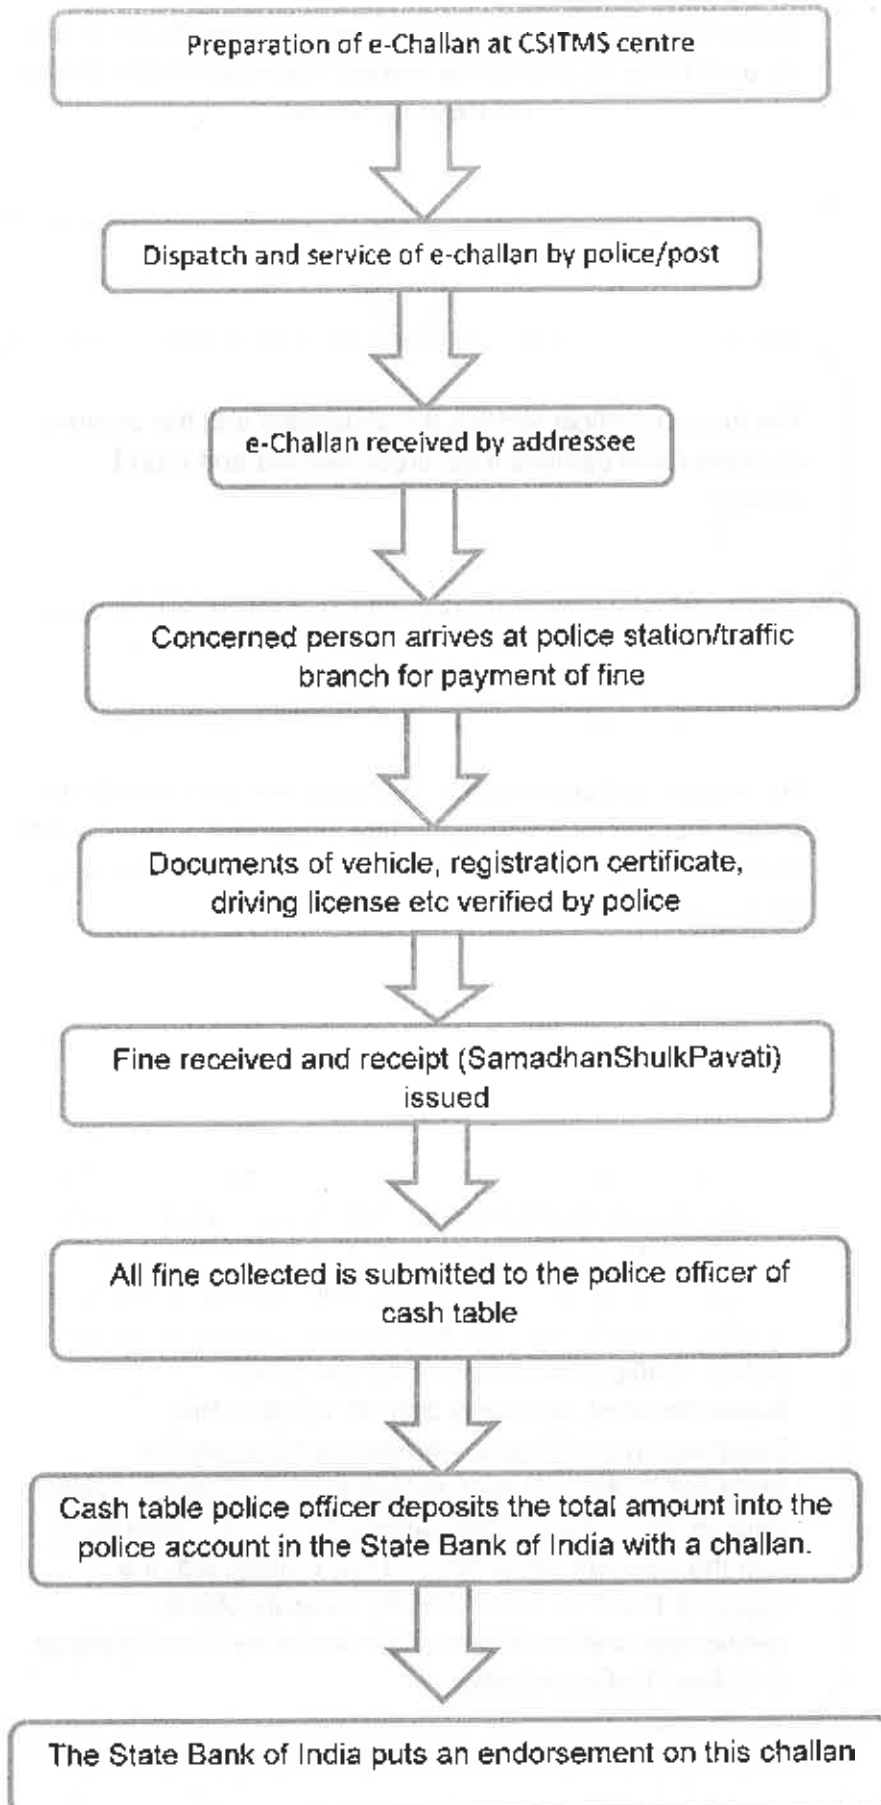 Preparation of e-Challan at CSITMS centre
Dispatch and service of e-challan by police/post
e-Challan received by addressee
Concerned person arrives at police station/traffic
branch for payment of fine
Documents of vehicle, registration certificate,
driving license etc verified by police
Fine received and receipt (SamadhanShulkPavati)
issued
All fine collected is submitted to the police officer of
cash table
Cash table police officer deposits the total amount into the
police account in the State Bank of India with a challan.
The State Bank of India puts an endorsement on this challan